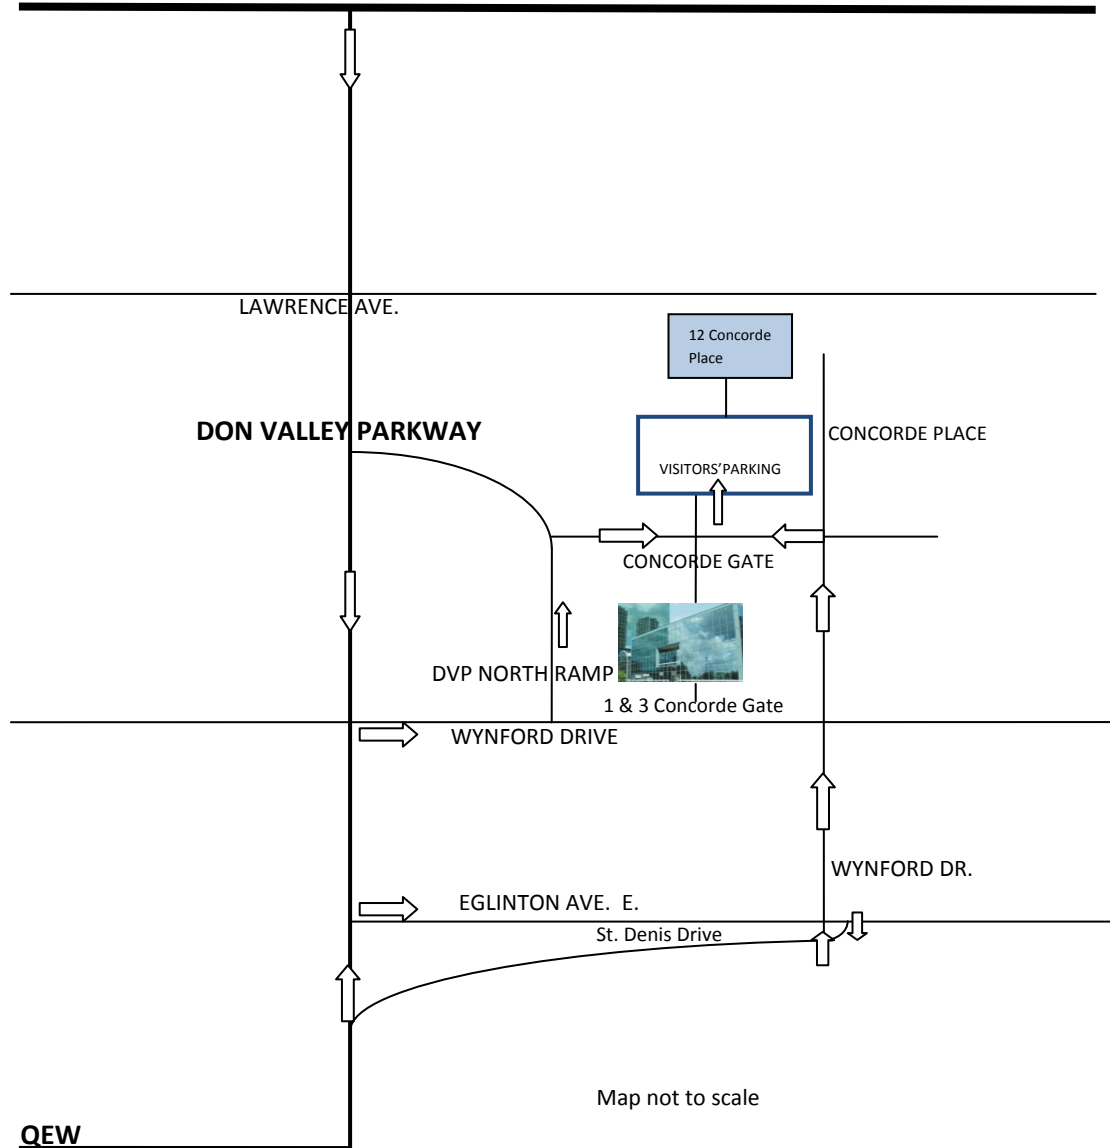 LAWRENCE AVE.
12 Concorde
Place
DON VALLEY PARKWAY
CONCORDE PLACE
VISITORS'PARKING
CONCORDE GATE
DVP NORTH RAMP
1 & 3 Concorde Gate
WYNFORD DRIVE
WYNFORD DR.
EGLINTON AVE. E.
St. Denis Drive
Map not to scale
QEW